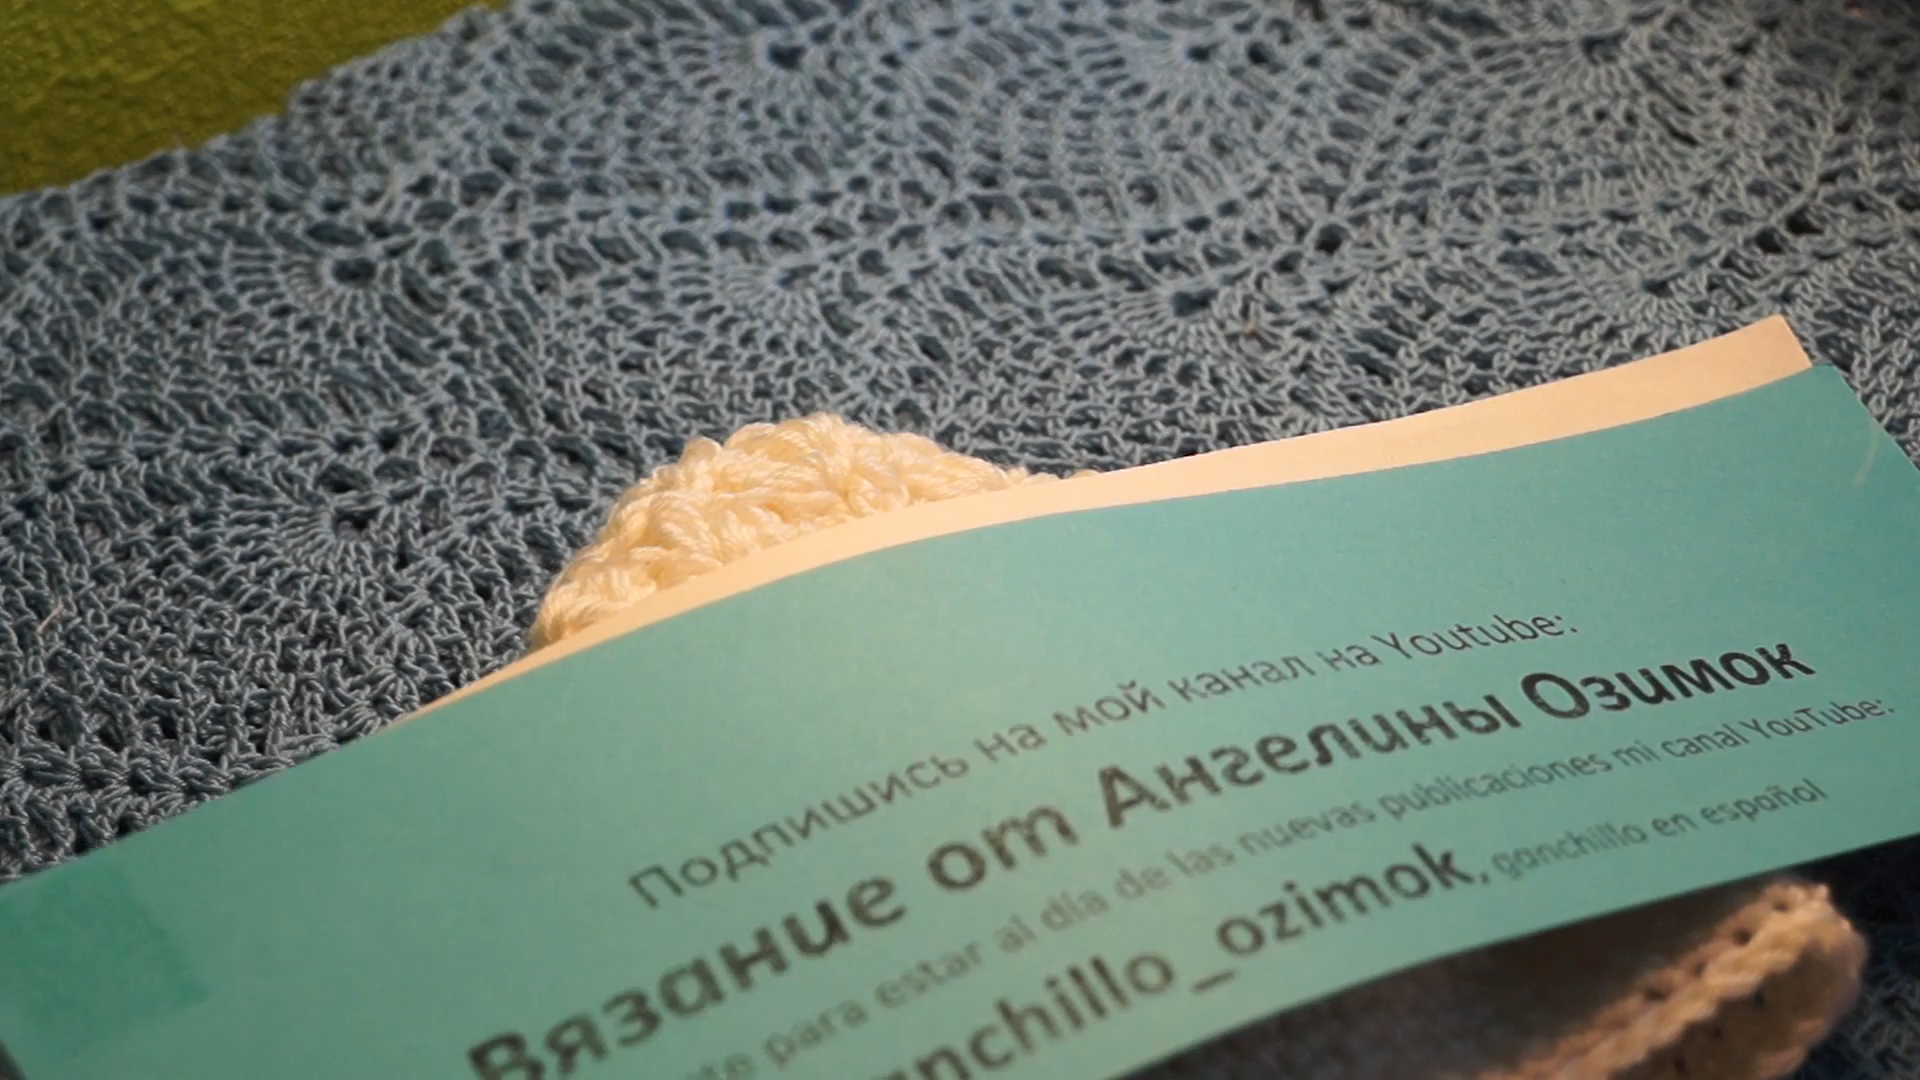 Подпишись на мой канал на Youtube:
Вязание от Ангелины Озимок
para estar al día de las nuevas publicaciones mi canal YouTube:
ganchillo_ozimok, ganchillo en español